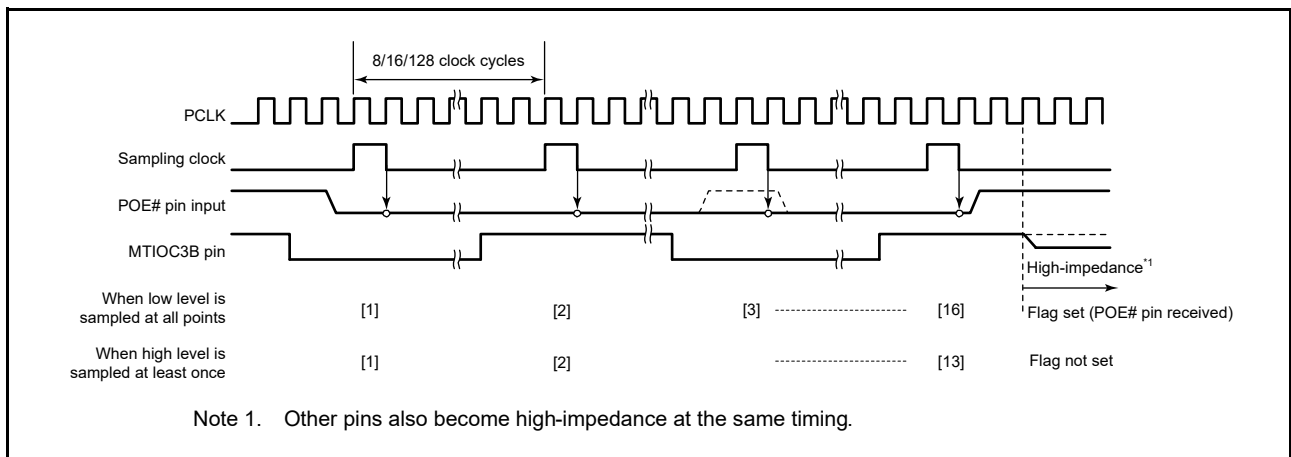 8/16/128 clock cycles
PCLK
Sampling clock
POE# pin input
MTIOC3B pin
High-impedance*1
When low level is
sampled at all points
[1] [2] [3] [16] Flag set (POE# pin received)
When high level is
sampled at least once
[1] [2] [13] Flag not set
Note 1. Other pins also become high-impedance at the same timing.